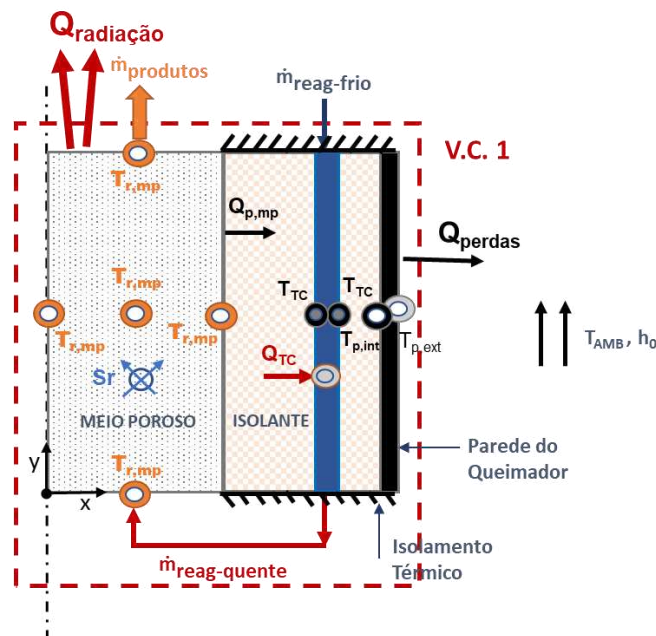 Qradiação
ṁprodutos
ṁreag-frio
V.C. 1
Tr,mp
Qp,mp
Qperdas
Tr,mp
TTC
TTC
Tr,mp
Tr,mp
Tp,int
Tp,ext
TAMB, h0
QTC
Sr
MEIO POROSO
ISOLANTE
Parede do
Queimador
y
Tr,mp
x
Isolamento
Térmico
ṁreag-quente